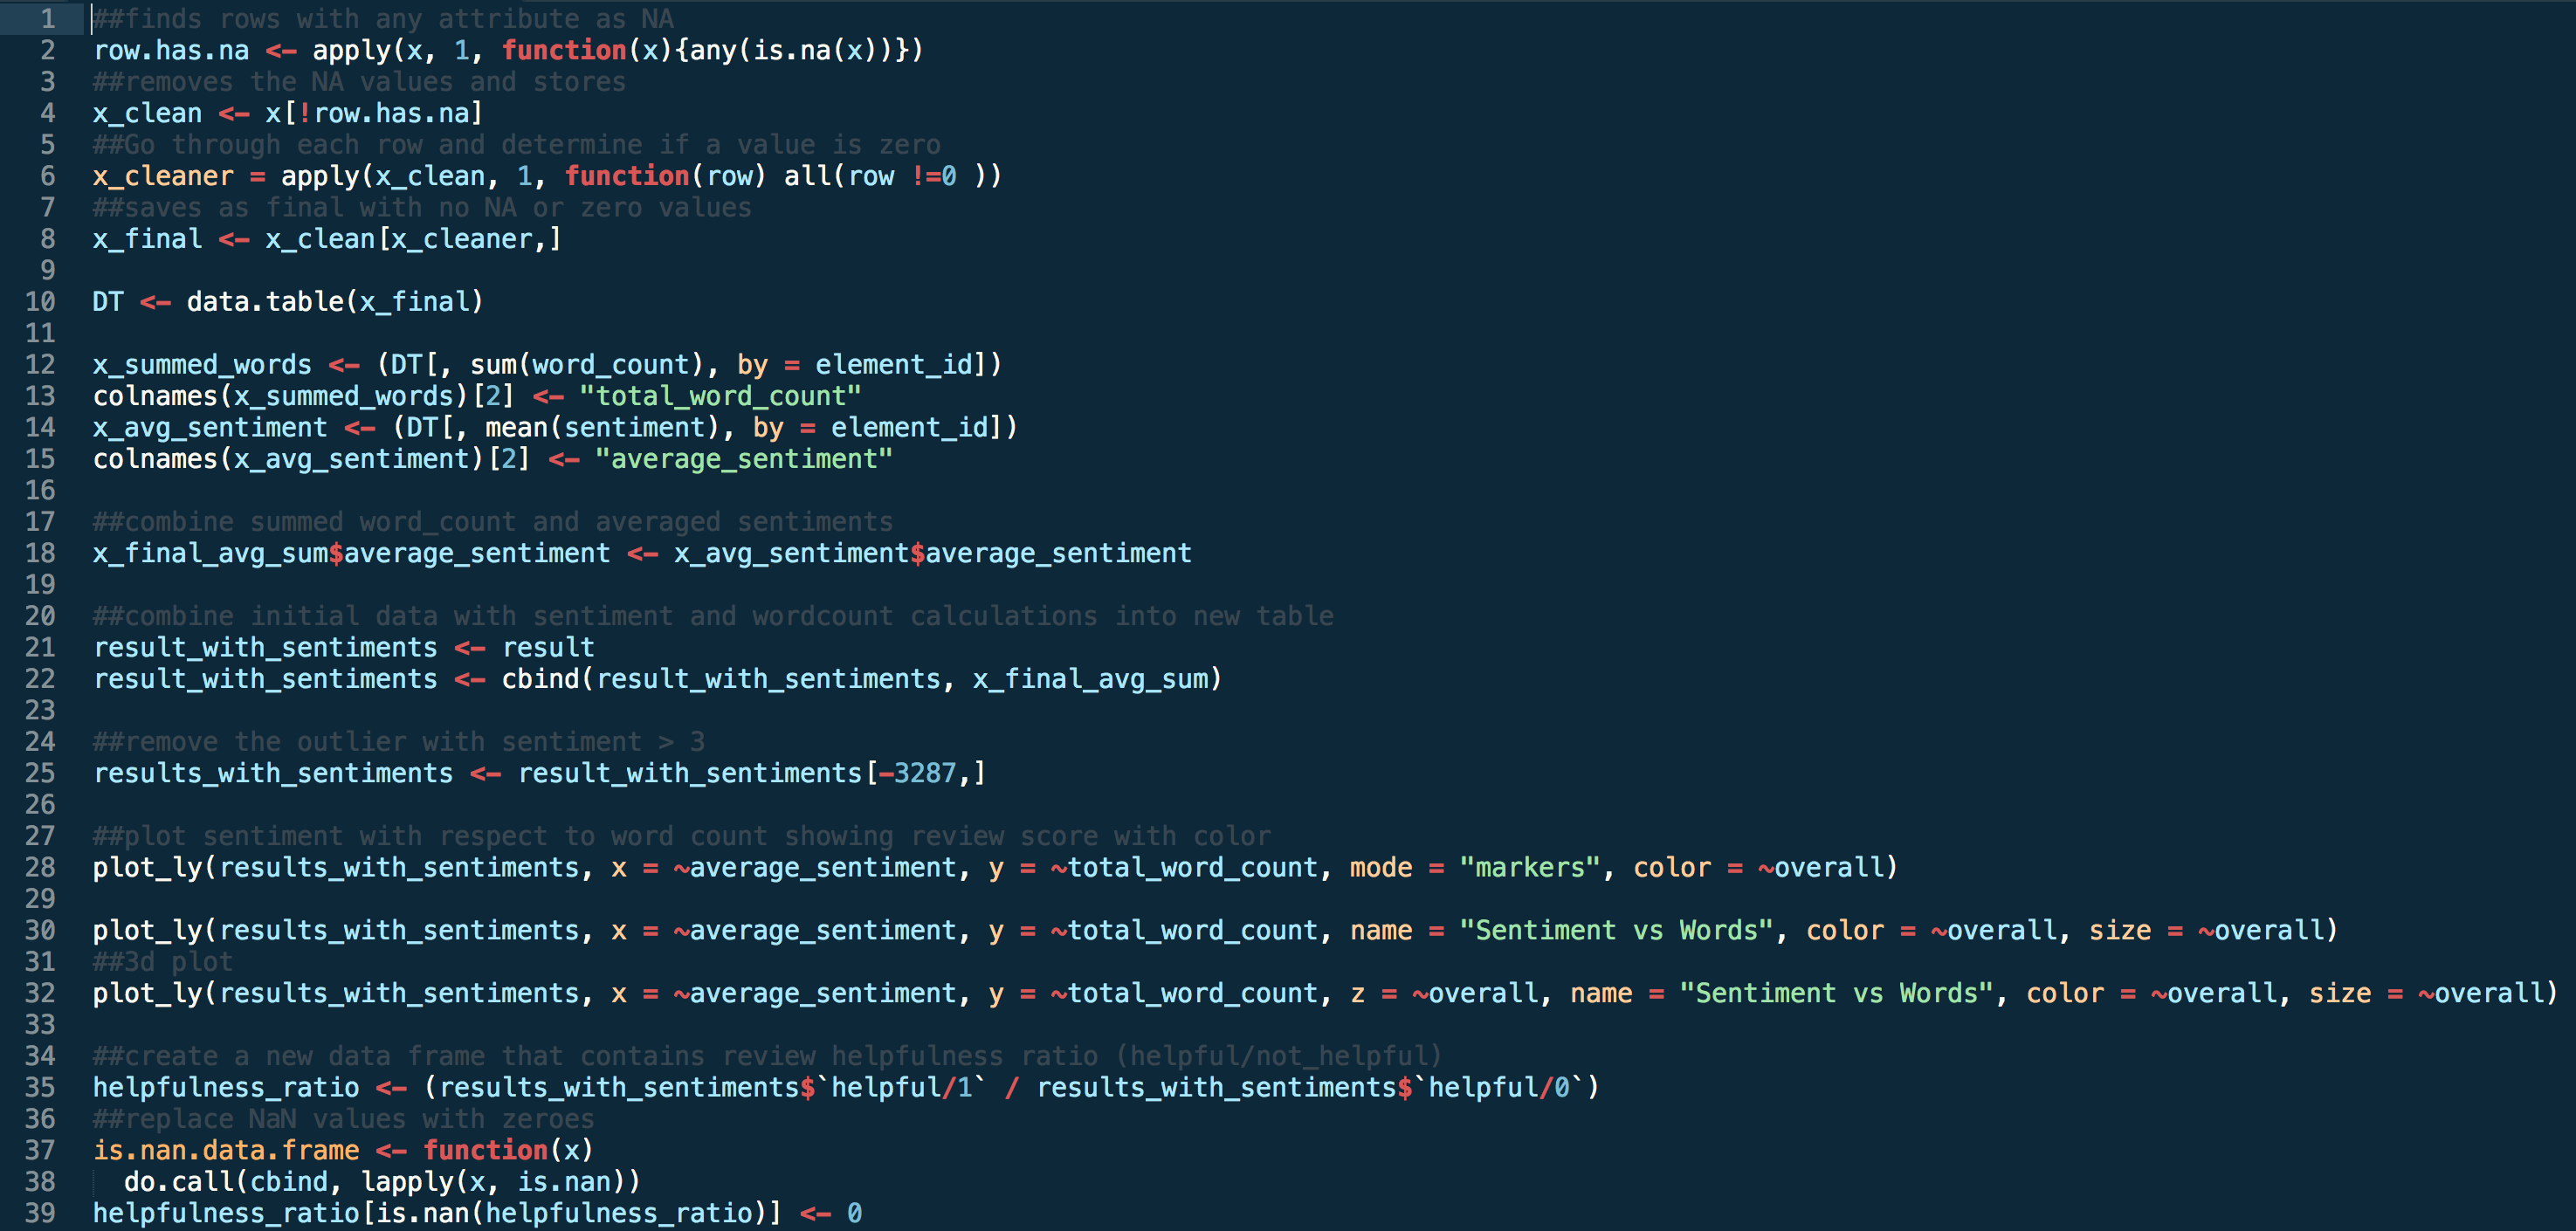 1 ##finds rows with any attribute as NA
2 row.has.na <- apply(x, 1, function(x){any(is.na(x))})
3 ##removes the NA values and stores
4 x_clean <- x[!row.has.na]
5 ##Go through each row and determine if a value is zero
6 x_cleaner = apply(x_clean, 1, function(row) all(row !=0 ))
7 ##saves as final with no NA or zero values
8 x_final <- x_clean[x_cleaner,]
9
10 DT <- data.table(x_final)
11
12 x_summed_words <- (DT[, sum(word_count), by = element_id])
13 colnames(x_summed_words)[2] <- "total_word_count"
14 x_avg_sentiment <- (DT[, mean(sentiment), by = element_id])
15 colnames(x_avg_sentiment)[2] <- "average_sentiment"
16
17 ##combine summed word_count and averaged sentiments
18 x_final_avg_sum$average_sentiment <- x_avg_sentiment$average_sentiment
19
20 ##combine initial data with sentiment and wordcount calculations into new table
21 result_with_sentiments <- result
22 result_with_sentiments <- cbind(result_with_sentiments, x_final_avg_sum)
23
24 ##remove the outlier with sentiment > 3
25 results_with_sentiments <- result_with_sentiments[-3287,]
26
27 ##plot sentiment with respect to word count showing review score with color
28 plot_ly(results_with_sentiments, x = ~average_sentiment, y = ~total_word_count, mode = "markers", color = ~overall)
29
30 plot_ly(results_with_sentiments, x = ~average_sentiment, y = ~total_word_count, name = "Sentiment vs Words", color = ~overall, size = ~overall)
31 ##3d plot
32 plot_ly(results_with_sentiments, x = ~average_sentiment, y = ~total_word_count, z = ~overall, name = "Sentiment vs Words", color = ~overall, size = ~overall)
33
34 ##create a new data frame that contains review helpfulness ratio (helpful/not_helpful)
35 helpfulness_ratio <- (results_with_sentiments$`helpful/1` / results_with_sentiments$`helpful/0`)
36 ##replace NaN values with zeroes
37 is.nan.data.frame <- function(x)
38 do.call(cbind, lapply(x, is.nan))
39 helpfulness_ratio[is.nan(helpfulness_ratio)] <- 0